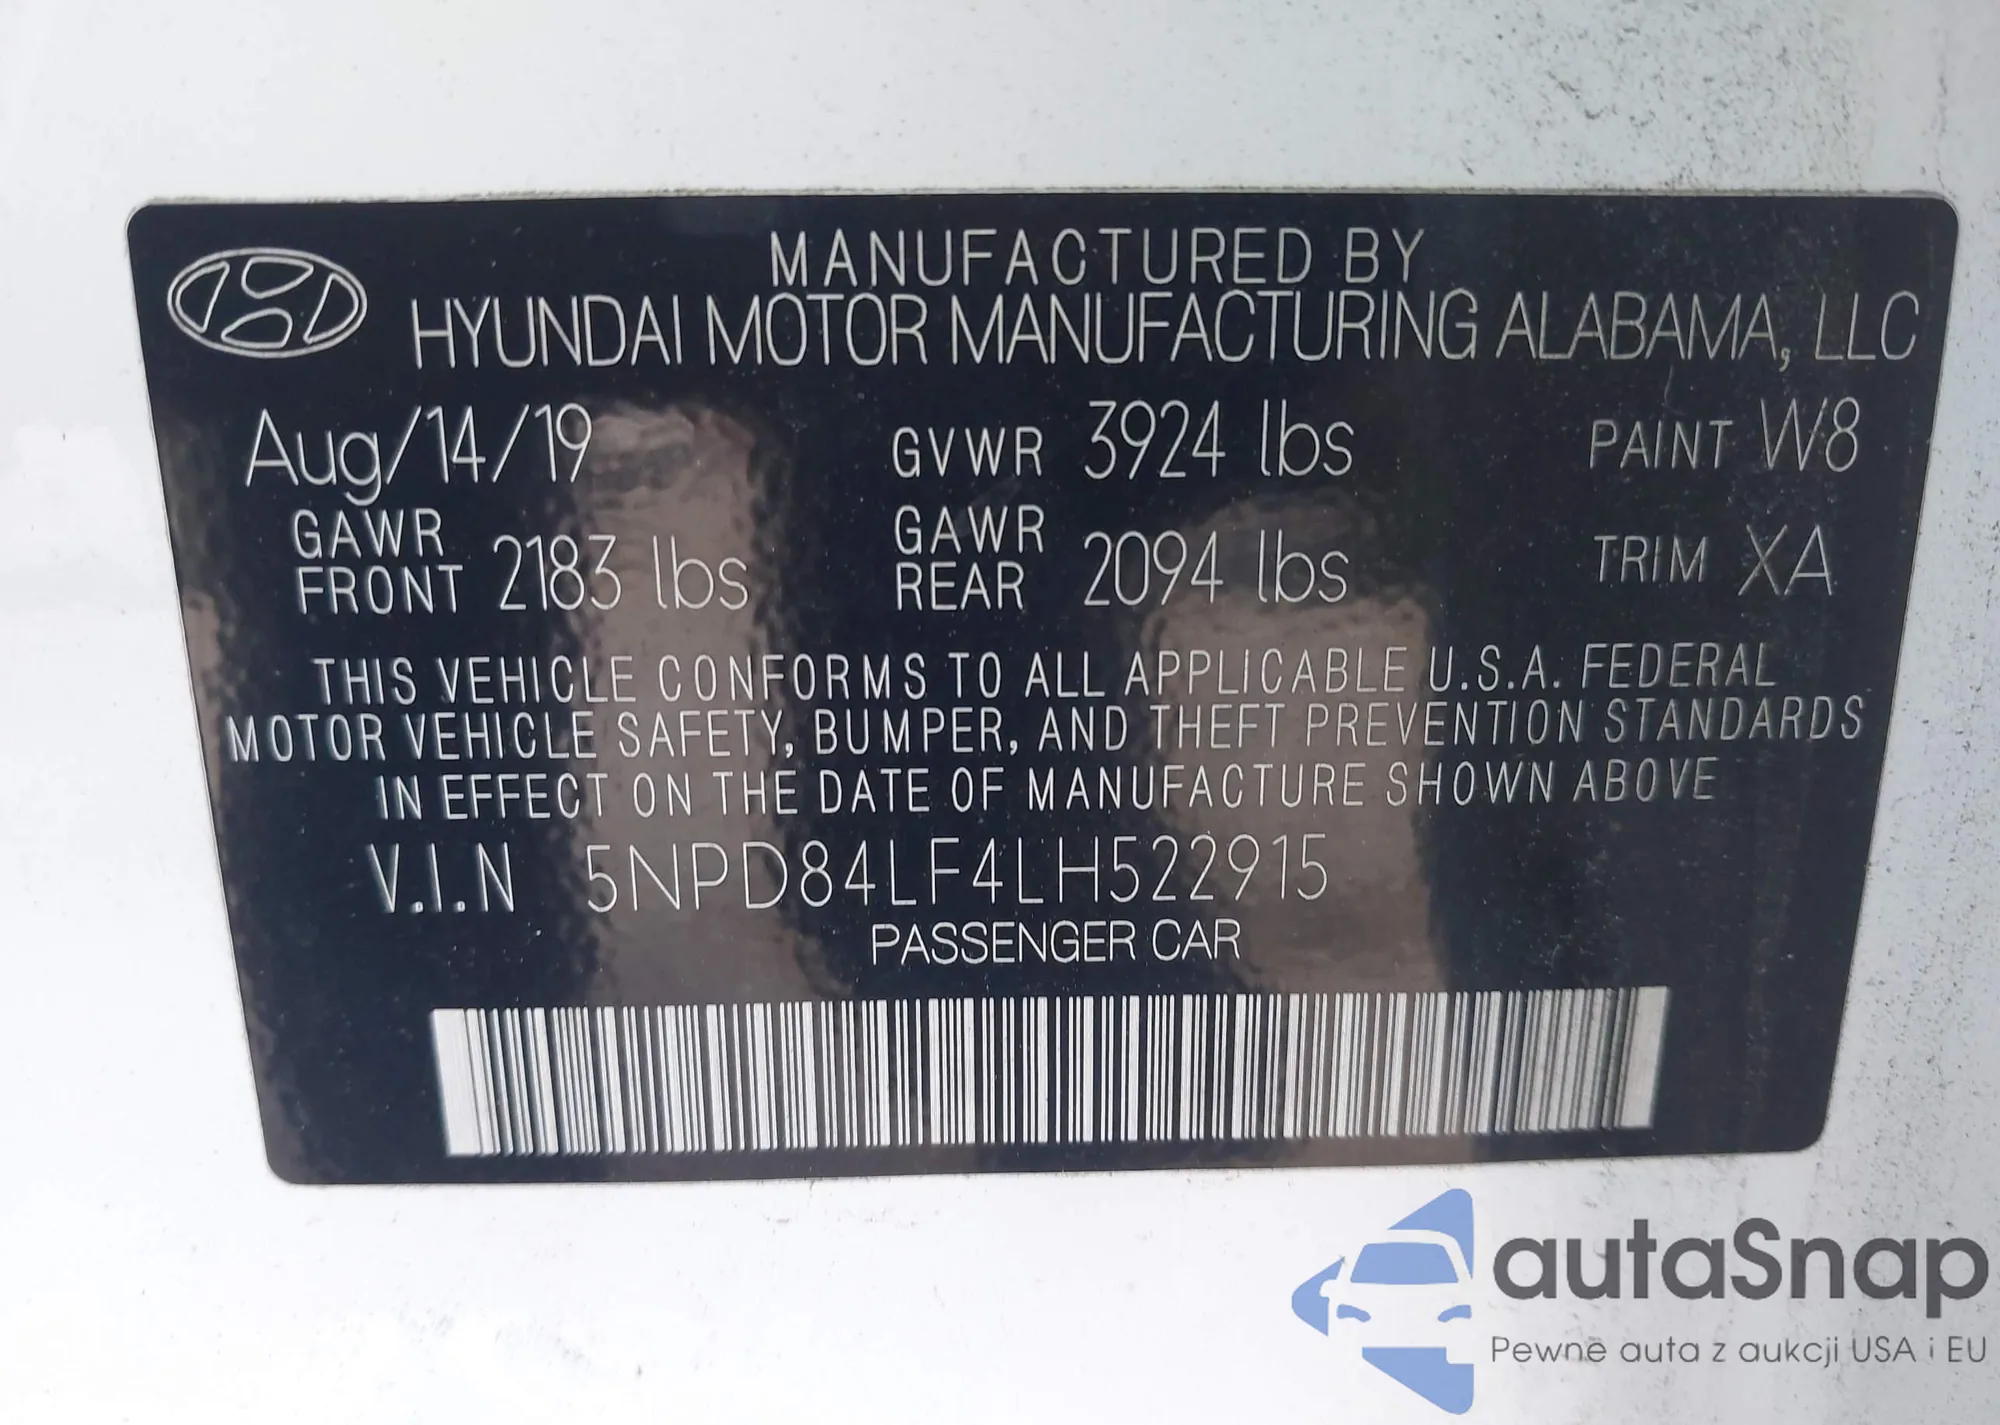 MANUFACTURED BY
HYUNDAI MOTOR MANUFACTURING ALABAMA, LLC
Aug/14/19 GVWR 3924 lbs PAINT W8
GAWR FRONT 2183 lbs GAWR REAR 2094 lbs TRIM XA
THIS VEHICLE CONFORMS TO ALL APPLICABLE U.S.A. FEDERAL
MOTOR VEHICLE SAFETY, BUMPER, AND THEFT PREVENTION STANDARDS
IN EFFECT ON THE DATE OF MANUFACTURE SHOWN ABOVE
V.I.N 5NPD84LF4LH522915
PASSENGER CAR
autaSnap
Pewne auta z aukcji USA i EU